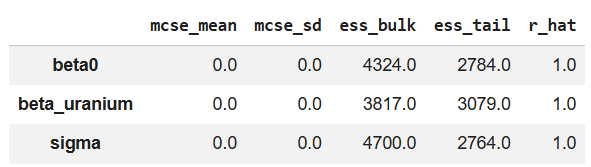 mcse_mean mcse_sd ess_bulk ess_tail r_hat
beta0 0.0 0.0 4324.0 2784.0 1.0
beta_uranium 0.0 0.0 3817.0 3079.0 1.0
sigma 0.0 0.0 4700.0 2764.0 1.0